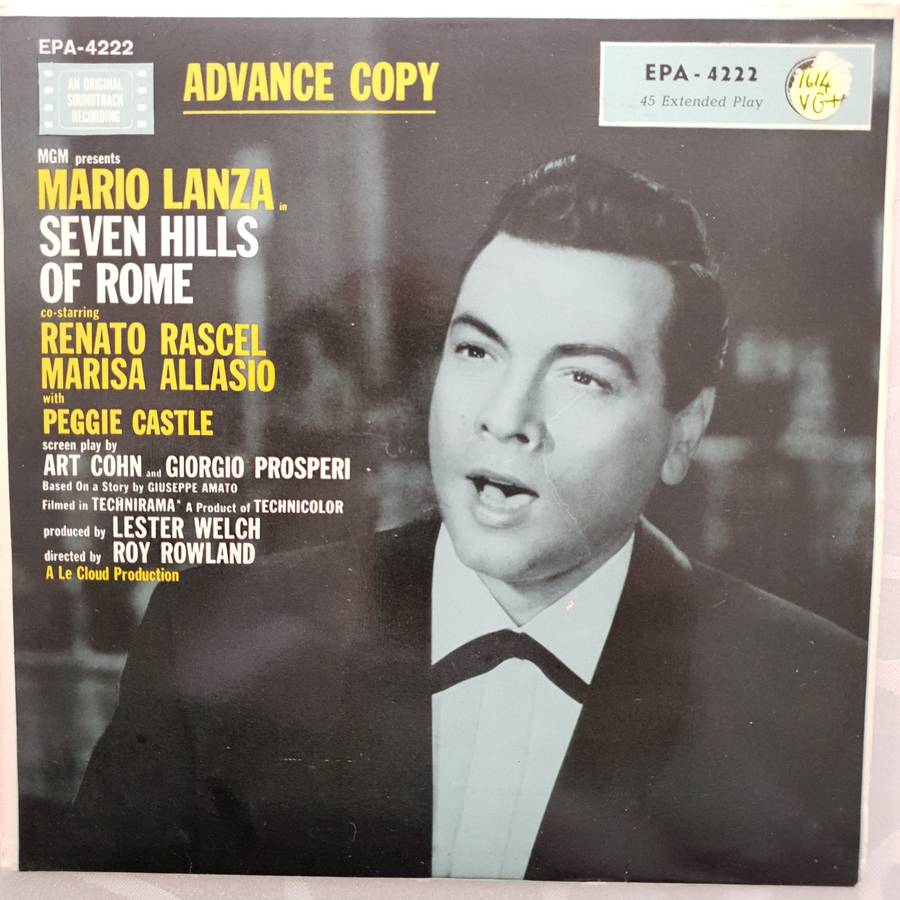 EPA-4222
AN ORIGINAL
SOUNDTRACK
RECORDING
ADVANCE COPY
EPA - 4222
45 Extended Play
1614
VG++
MGM presents
MARIO LANZA in
SEVEN HILLS
OF ROME
co-starring
RENATO RASCEL
MARISA ALLASIO
with
PEGGIE CASTLE
screen play by
ART COHN and GIORGIO PROSPERI
Based On a Story by GIUSEPPE AMATO
Filmed in TECHNIRAMA* A Product of TECHNICOLOR
produced by LESTER WELCH
directed by ROY ROWLAND
A Le Cloud Production